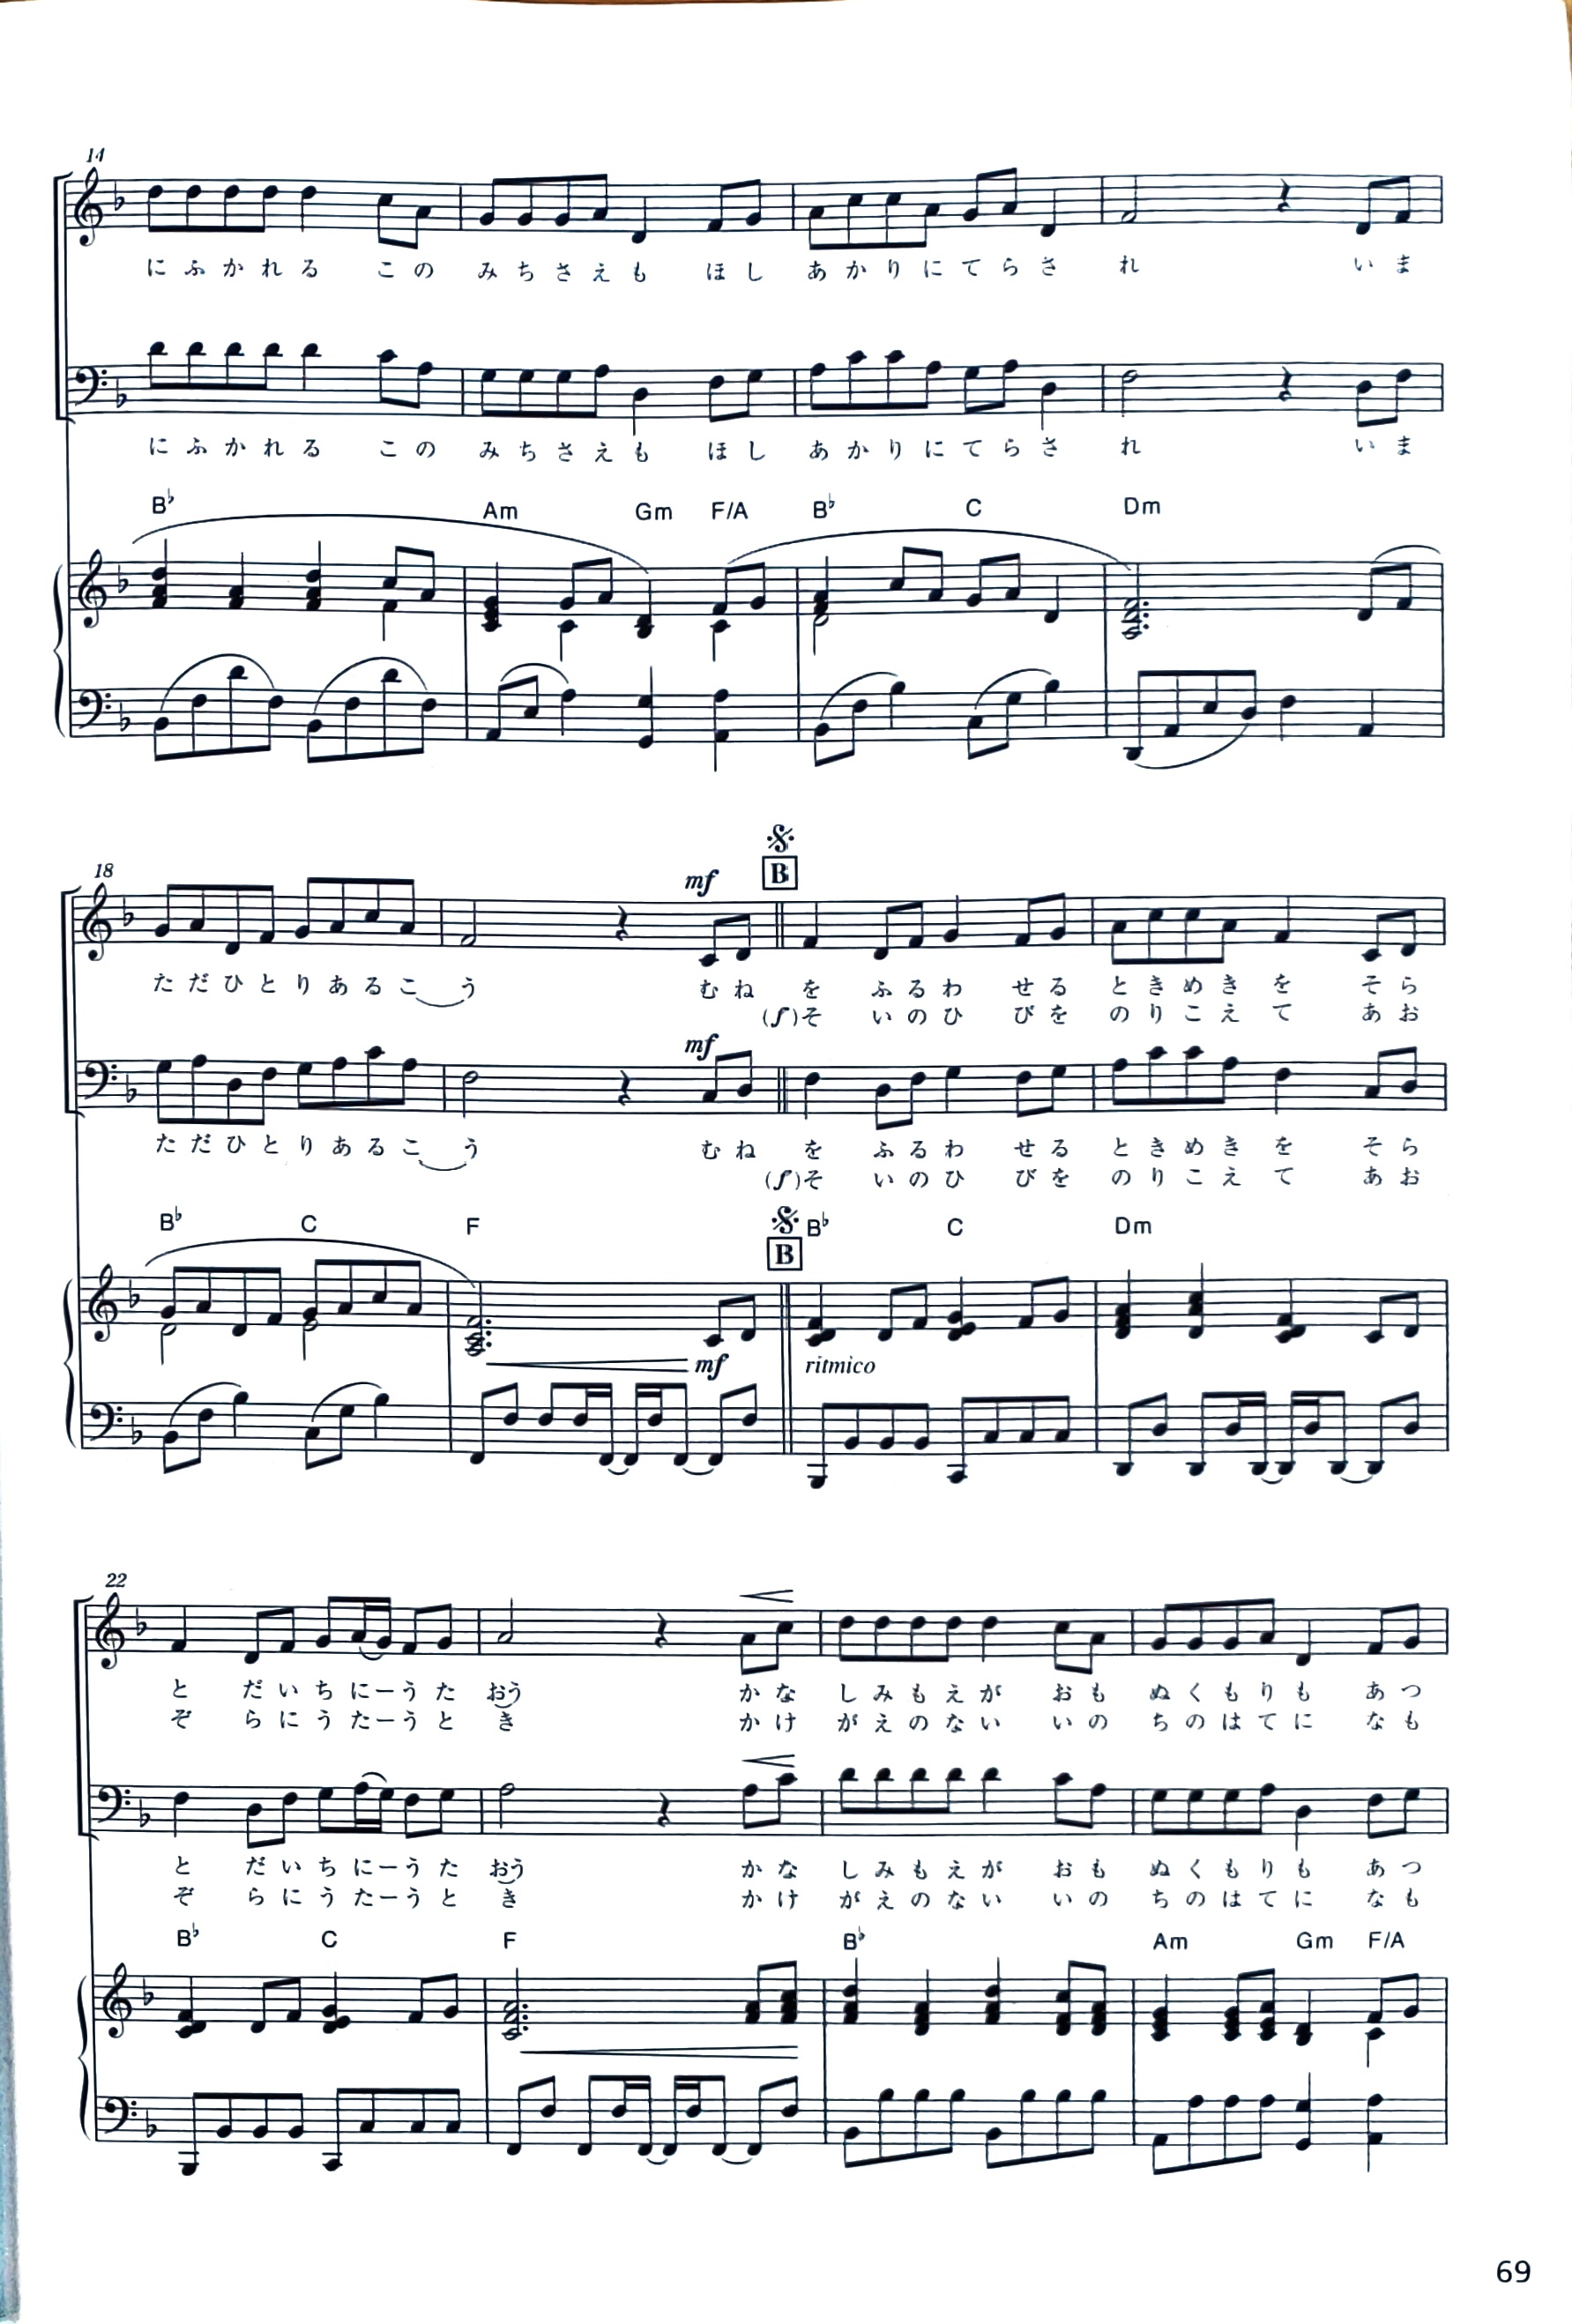 14
にふかれる この みちさえも ほし あかりにてらさ れ いま
にふかれる この みちさえも ほし あかりにてらさ れ いま
B♭ Am Gm F/A B♭ C Dm
18
mf
B
ただひとりあるこ う むね を ふるわ せる ときめき を そら
(f)そ いのひ びを のりこえ て あお
mf
ただひとりあるこ う むね を ふるわ せる ときめき を そら
(f)そ いのひ びを のりこえ て あお
B♭ C F B B♭ C Dm
mf ritmico
22
と だいちにーうた おう かな しみもえが おも ぬくもりも あつ
ぞ らにうたーうと き かけ がえのない いの ちのはてに なも
と だいちにーうた おう かな しみもえが おも ぬくもりも あつ
ぞ らにうたーうと き かけ がえのない いの ちのはてに なも
B♭ C F B♭ Am Gm F/A
69